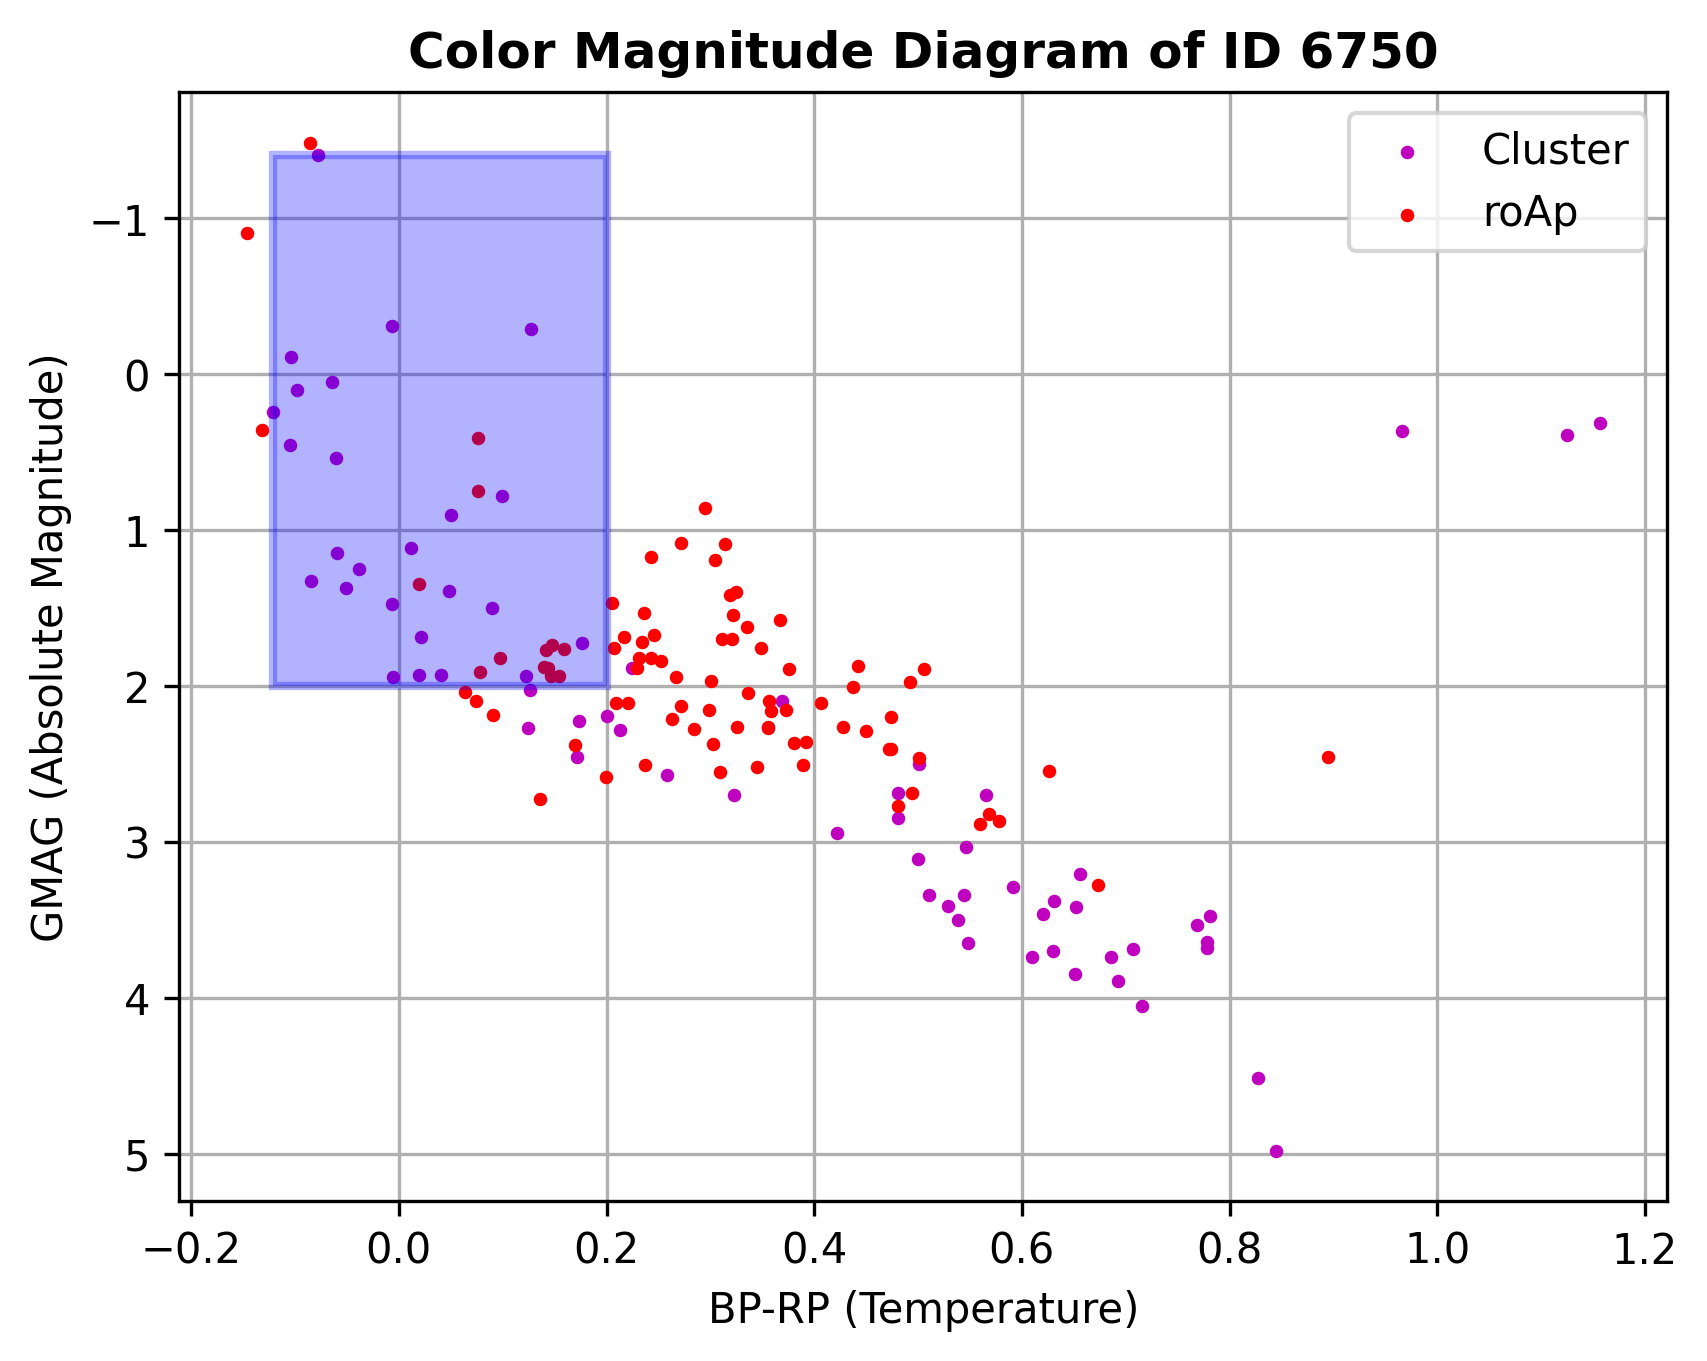 Color Magnitude Diagram of ID 6750
Cluster
roAp
GMAG (Absolute Magnitude)
−1
0
1
2
3
4
5
−0.2 0.0 0.2 0.4 0.6 0.8 1.0 1.2
BP-RP (Temperature)